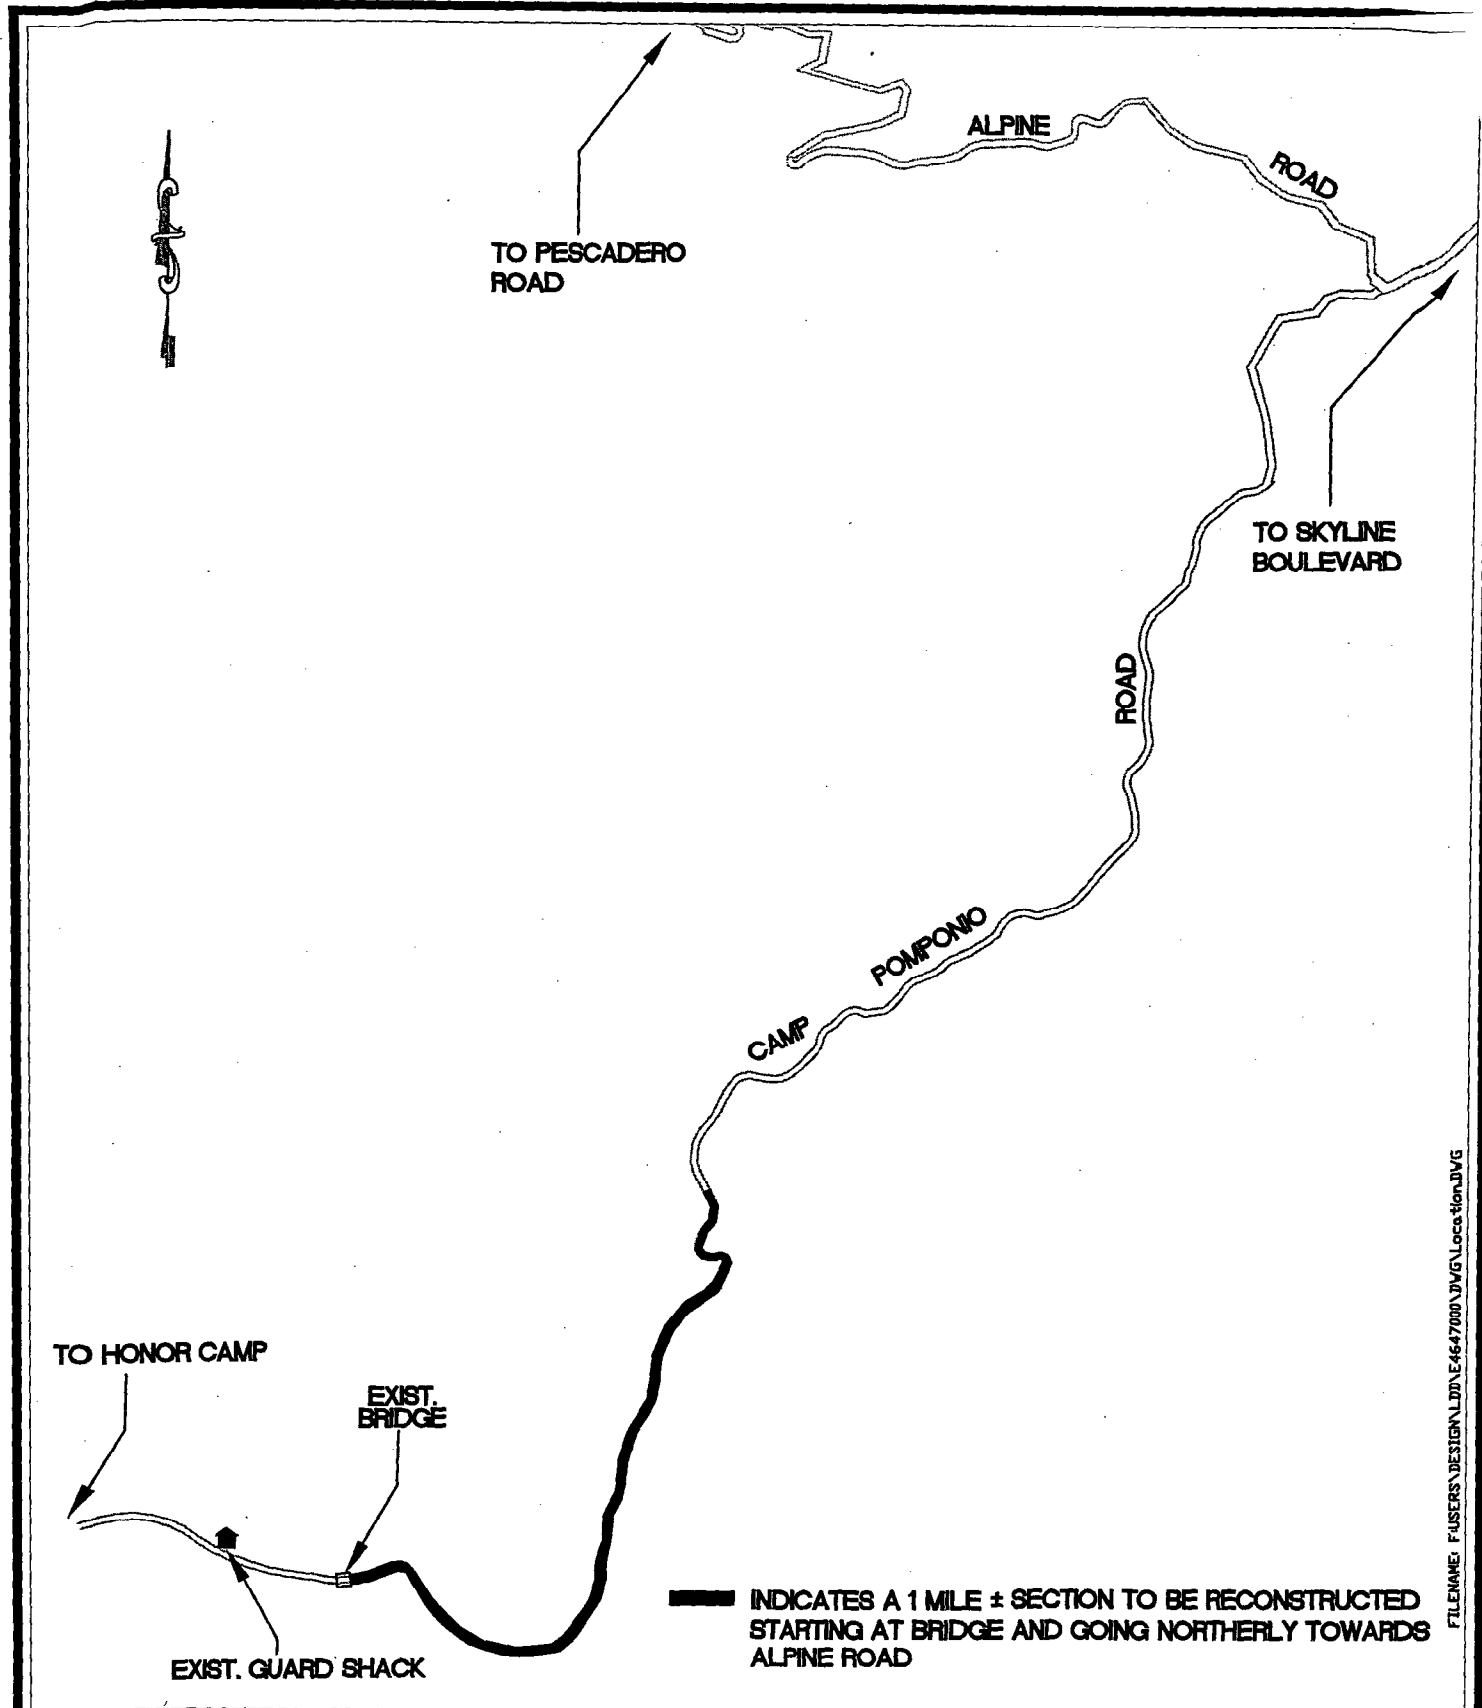 ALPINE
ROAD
TO PESCADERO
ROAD
TO SKYLINE
BOULEVARD
ROAD
POMPONIO
CAMP
TO HONOR CAMP
EXIST.
BRIDGE
EXIST. GUARD SHACK
INDICATES A 1 MILE ± SECTION TO BE RECONSTRUCTED
STARTING AT BRIDGE AND GOING NORTHERLY TOWARDS
ALPINE ROAD
FILENAME: F:\USERS\DESIGN\LDD\E4647000\DWG\Location.DWG